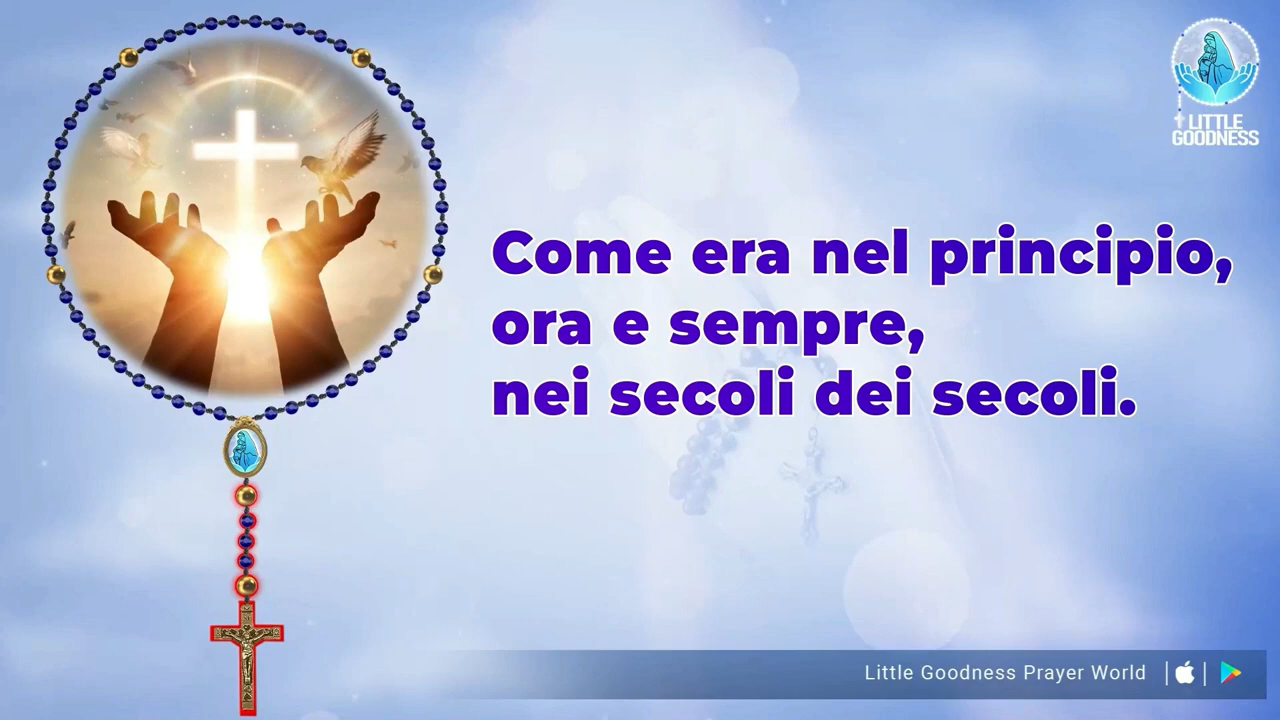 LITTLE
GOODNESS
Come era nel principio,
ora e sempre,
nei secoli dei secoli.
Little Goodness Prayer World